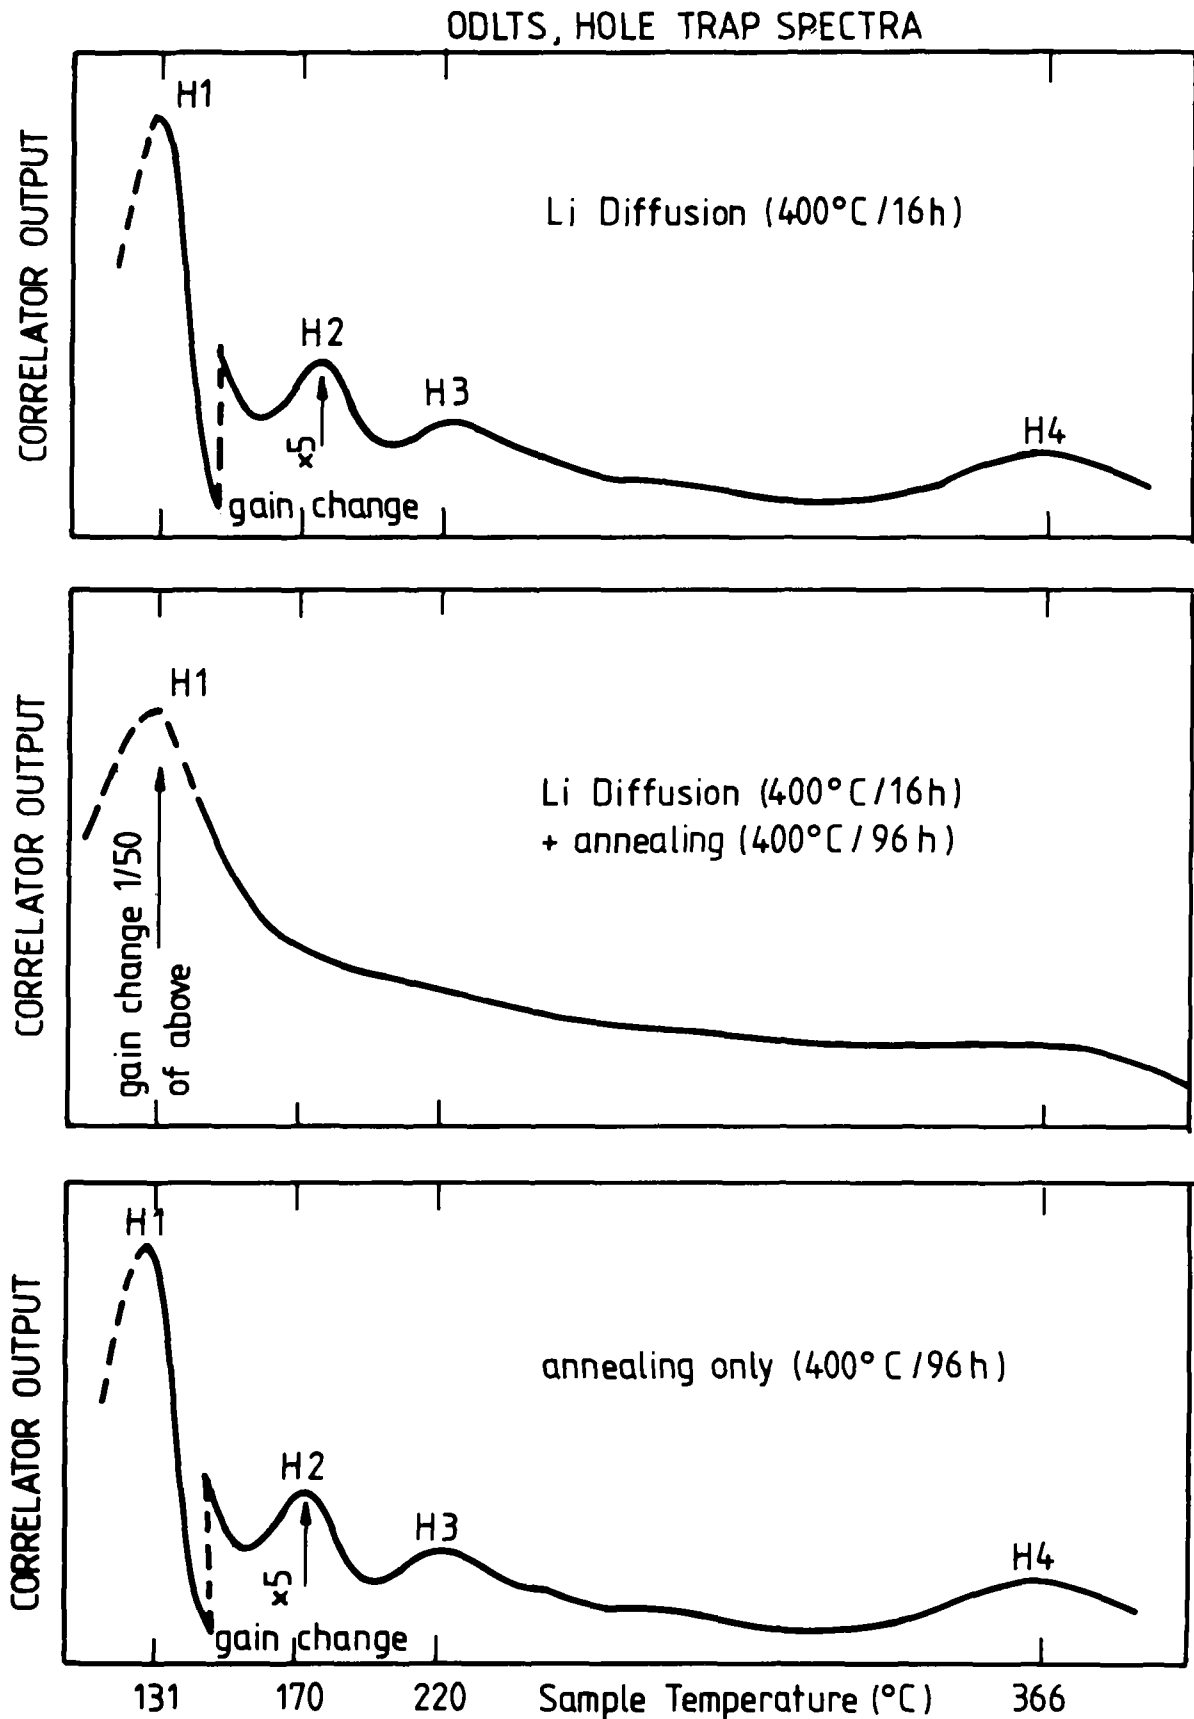 ODLTS, HOLE TRAP SPECTRA
CORRELATOR OUTPUT
H1
Li Diffusion (400°C/16h)
H2
H3
H4
x5
gain change
CORRELATOR OUTPUT
H1
Li Diffusion (400°C/16h)
+ annealing (400°C/96h)
gain change 1/50
of above
CORRELATOR OUTPUT
H1
annealing only (400°C/96h)
H2
H3
H4
x5
gain change
131 170 220 Sample Temperature (°C) 366